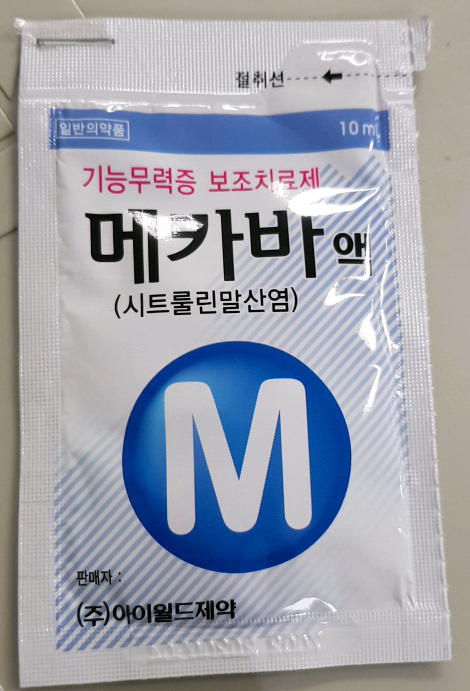 절취선
일반의약품 10 m
기능무력증 보조치료제
메카바 액
(시트룰린말산염)
M
판매자 :
(주)아이월드제약